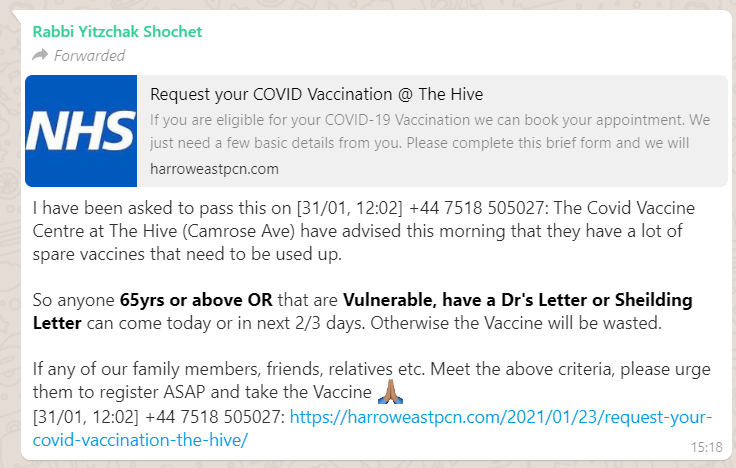 Rabbi Yitzchak Shochet
Forwarded
NHS
Request your COVID Vaccination @ The Hive
If you are eligible for your COVID-19 Vaccination we can book your appointment. We
just need a few basic details from you. Please complete this brief form and we will
harroweastpcn.com
I have been asked to pass this on [31/01, 12:02] +44 7518 505027: The Covid Vaccine
Centre at The Hive (Camrose Ave) have advised this morning that they have a lot of
spare vaccines that need to be used up.
So anyone 65yrs or above OR that are Vulnerable, have a Dr's Letter or Sheilding
Letter can come today or in next 2/3 days. Otherwise the Vaccine will be wasted.
If any of our family members, friends, relatives etc. Meet the above criteria, please urge
them to register ASAP and take the Vaccine 🙏🏽
[31/01, 12:02] +44 7518 505027: https://harroweastpcn.com/2021/01/23/request-your-
covid-vaccination-the-hive/
15:18